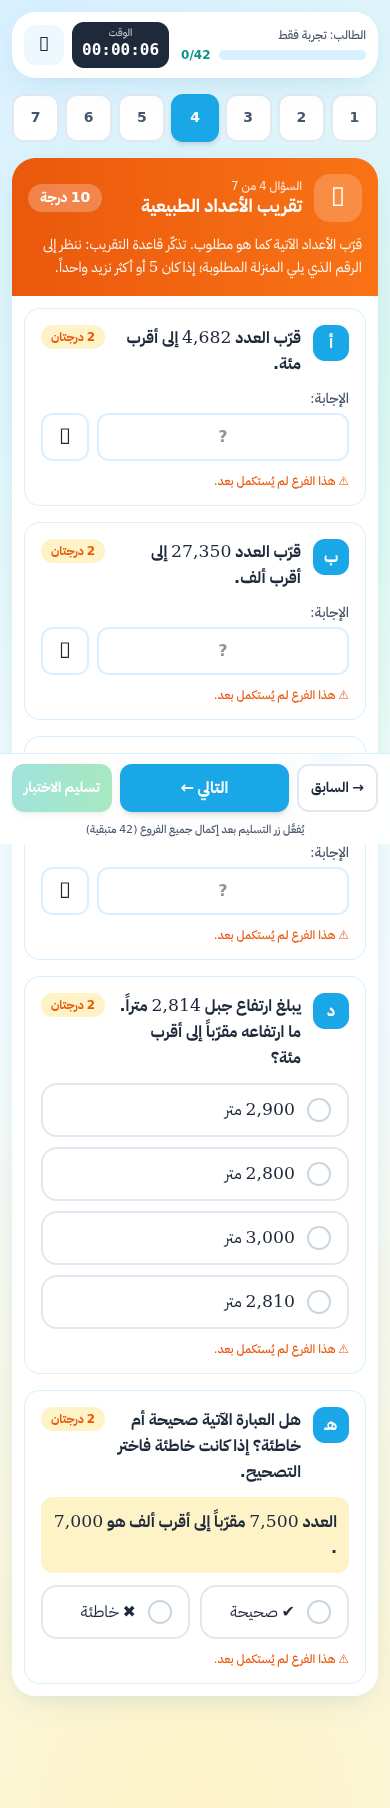 الطالب: تجربة فقط
0/42
الوقت
00:00:06
1 2 3 4 5 6 7
السؤال 4 من 7
تقريب الأعداد الطبيعية
10 درجة
قرّب الأعداد الآتية كما هو مطلوب. تذكّر قاعدة التقريب: ننظر إلى
الرقم الذي يلي المنزلة المطلوبة؛ إذا كان 5 أو أكثر نزيد واحداً.
أ
قرّب العدد 4,682 إلى أقرب
مئة.
2 درجتان
الإجابة:
?
⚠ هذا الفرع لم يُستكمل بعد.
ب
قرّب العدد 27,350 إلى
أقرب ألف.
2 درجتان
الإجابة:
?
⚠ هذا الفرع لم يُستكمل بعد.
→ السابق
التالي ←
تسليم الاختبار
يُفعَّل زر التسليم بعد إكمال جميع الفروع (42 متبقية)
الإجابة:
?
⚠ هذا الفرع لم يُستكمل بعد.
د
يبلغ ارتفاع جبل 2,814 متراً.
ما ارتفاعه مقرّباً إلى أقرب
مئة؟
2 درجتان
2,900 متر
2,800 متر
3,000 متر
2,810 متر
⚠ هذا الفرع لم يُستكمل بعد.
هـ
هل العبارة الآتية صحيحة أم
خاطئة؟ إذا كانت خاطئة فاختر
التصحيح.
2 درجتان
العدد 7,500 مقرّباً إلى أقرب ألف هو 7,000
.
✔ صحيحة
✖ خاطئة
⚠ هذا الفرع لم يُستكمل بعد.